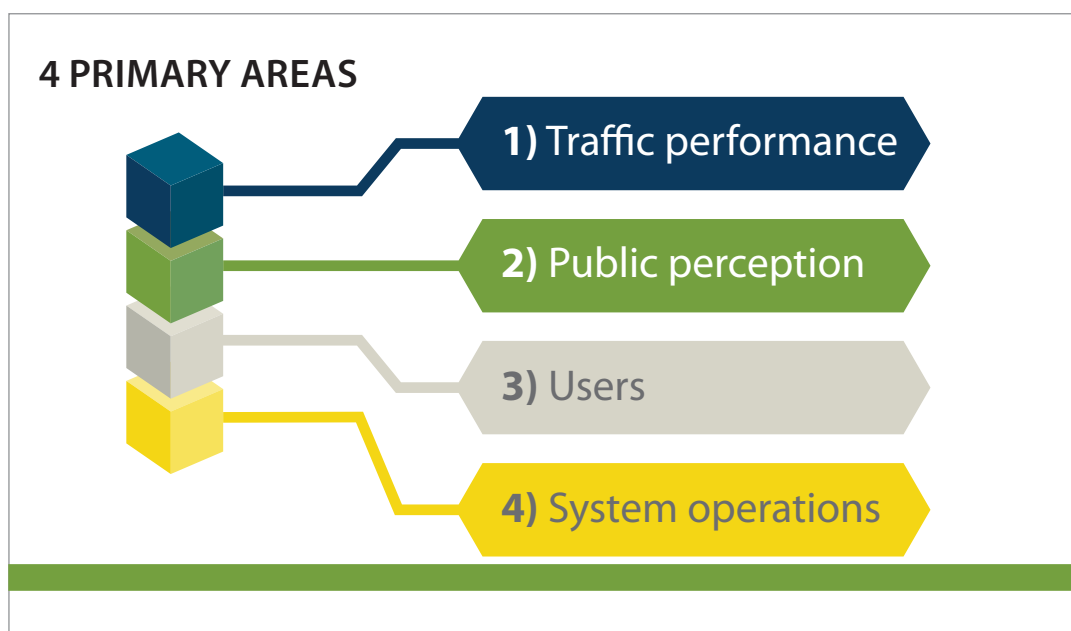 4 PRIMARY AREAS
1) Traffic performance
2) Public perception
3) Users
4) System operations